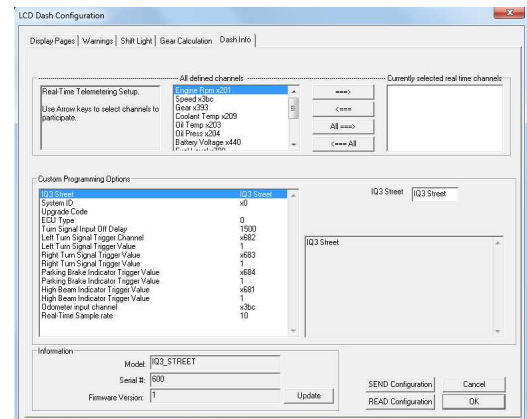 LCD Dash Configuration
Display Pages Warnings Shift Light Gear Calculation Dash Info
All defined channels
Currently selected real time channels
Real-Time Telemetering Setup.
Use Arrow keys to select channels to participate.
Engine Rpm x201
Speed x3bc
Gear x393
Coolant Temp x209
Oil Temp x203
Oil Press x204
Battery Voltage x440
===>
<===
All ===>
<=== All
Custom Programming Options
IQ3 Street IQ3 Street
System ID x0
Upgrade Code
ECU Type 0
Turn Signal Input Off Delay 1500
Left Turn Signal Trigger Channel x682
Left Turn Signal Trigger Value 1
Right Turn Signal Trigger Value x683
Right Turn Signal Trigger Value 1
Parking Brake Indicator Trigger Value x684
Parking Brake Indicator Trigger Value 1
High Beam Indicator Trigger Value x681
High Beam Indicator Trigger Value 1
Odometer input channel x3bc
Real-Time Sample rate 10
IQ3 Street IQ3 Street
IQ3 Street
Information
Model: IQ3_STREET
Serial #: 600
Firmware Version: 1
Update
SEND Configuration
Cancel
READ Configuration
OK